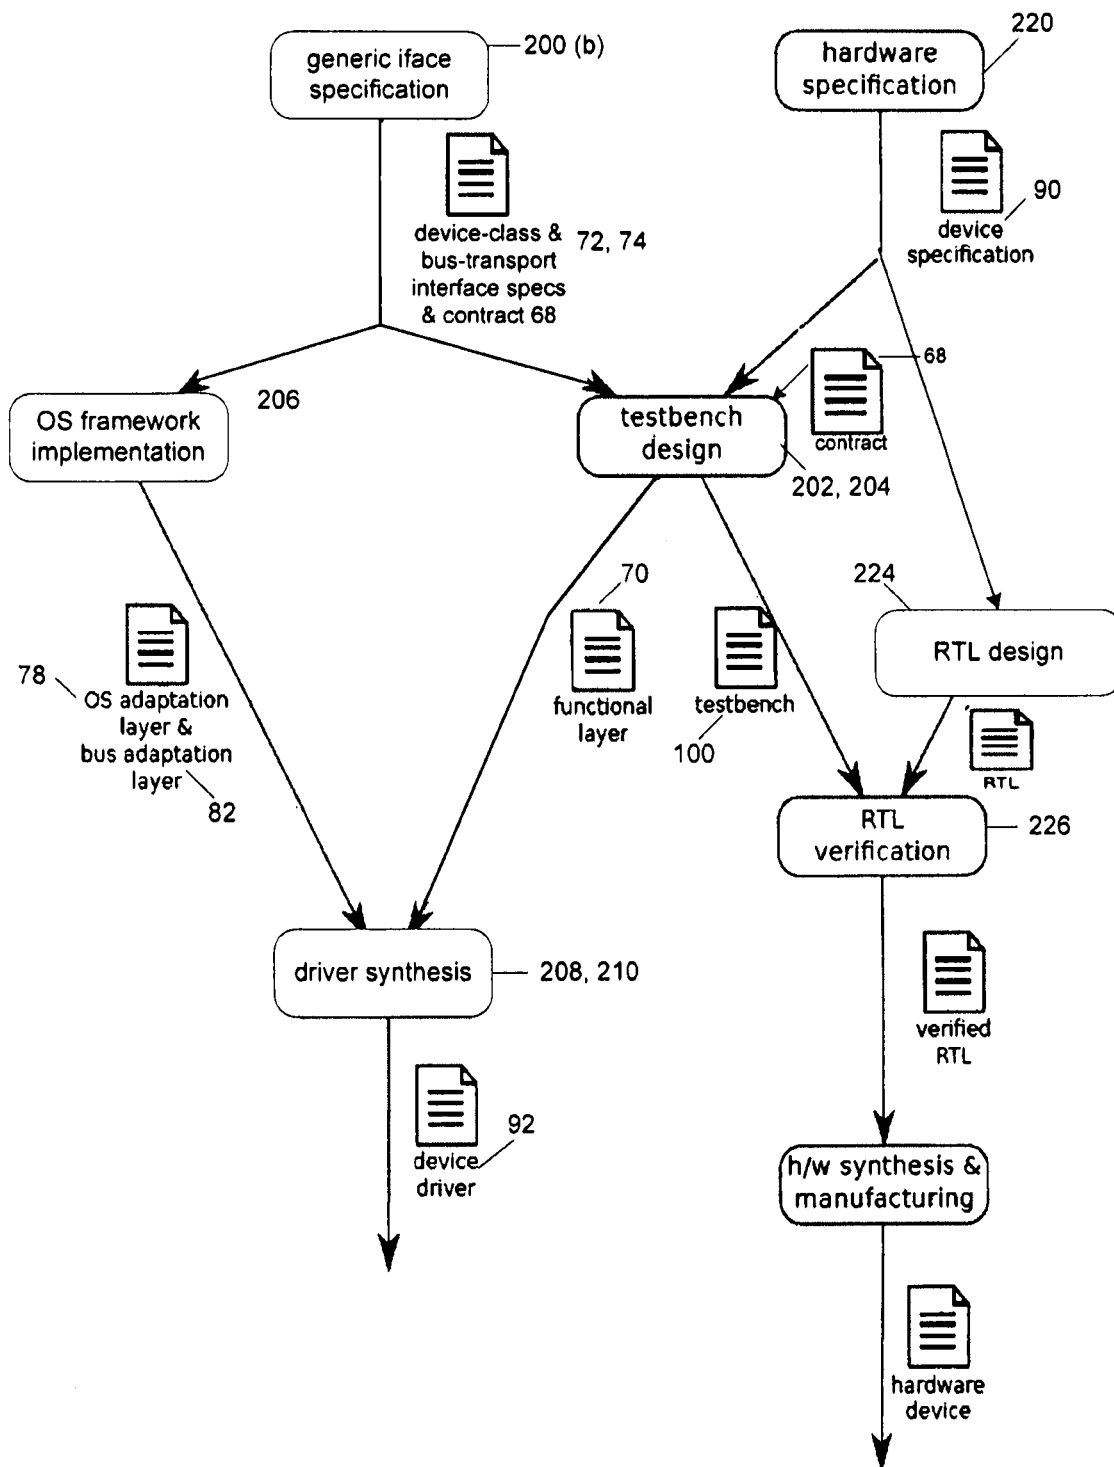 generic iface
specification
200 (b)
hardware
specification
220
device-class &
bus-transport
interface specs
& contract 68
72, 74
device
specification
90
OS framework
implementation
206
testbench
design
202, 204
contract
68
78
OS adaptation
layer &
bus adaptation
layer
82
70
functional
layer
testbench
100
224
RTL design
RTL
RTL
verification
226
driver synthesis
208, 210
verified
RTL
device
driver
92
h/w synthesis &
manufacturing
hardware
device